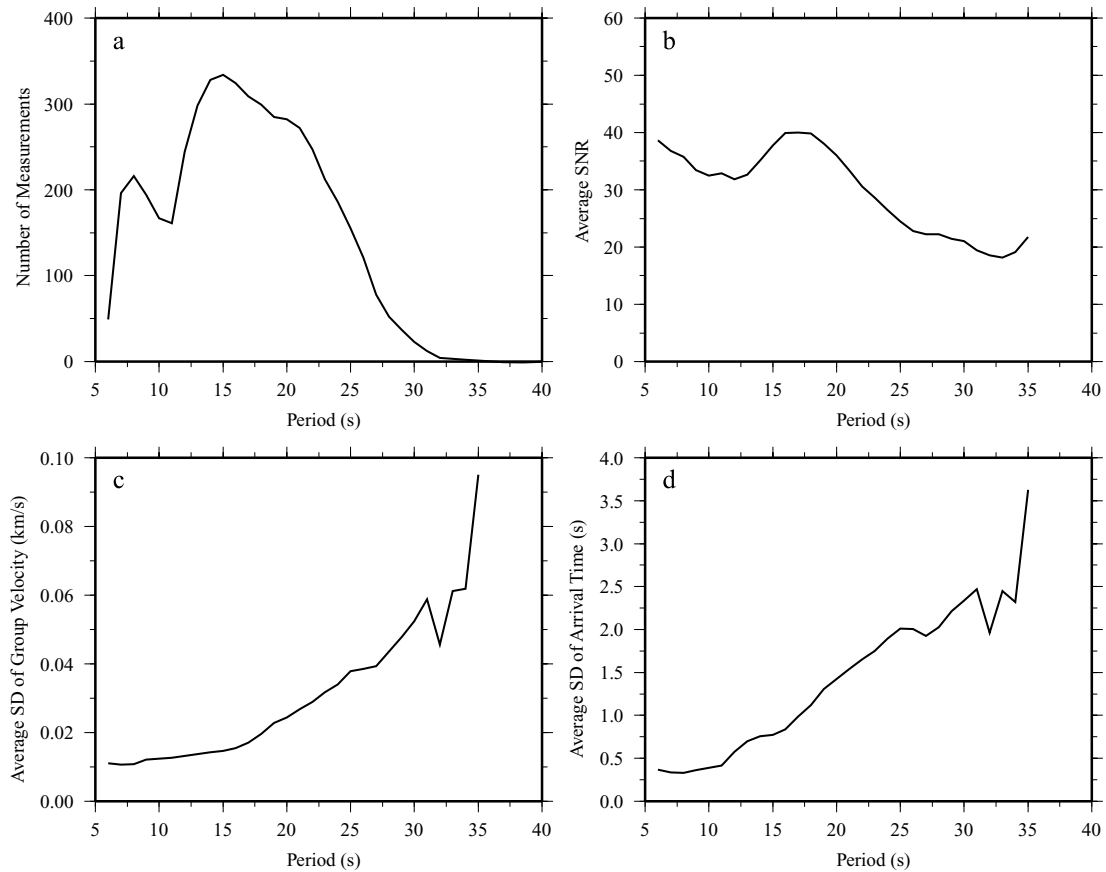 a
Number of Measurements
400
300
200
100
0
5 10 15 20 25 30 35 40
Period (s)
b
Average SNR
60
50
40
30
20
10
0
5 10 15 20 25 30 35 40
Period (s)
c
Average SD of Group Velocity (km/s)
0.10
0.08
0.06
0.04
0.02
0.00
5 10 15 20 25 30 35 40
Period (s)
d
Average SD of Arrival Time (s)
4.0
3.5
3.0
2.5
2.0
1.5
1.0
0.5
0.0
5 10 15 20 25 30 35 40
Period (s)